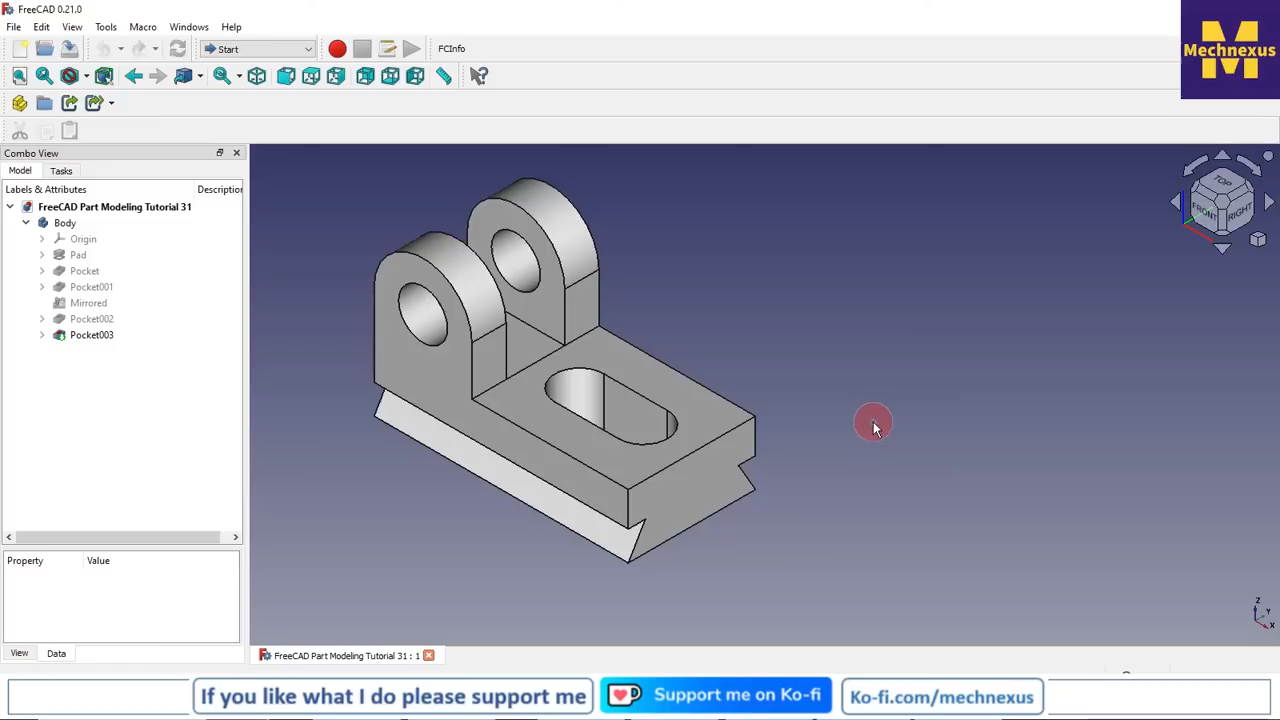 FreeCAD 0.21.0
File Edit View Tools Macro Windows Help
Start FCInfo
M
Mechnexus
Combo View
Model Tasks
Labels & Attributes Description
FreeCAD Part Modeling Tutorial 31
Body
Origin
Pad
Pocket
Pocket001
Mirrored
Pocket002
Pocket003
TOP
FRONT RIGHT
Property Value
Z
Y
X
View Data
FreeCAD Part Modeling Tutorial 31 : 1
If you like what I do please support me
Support me on Ko-fi
Ko-fi.com/mechnexus